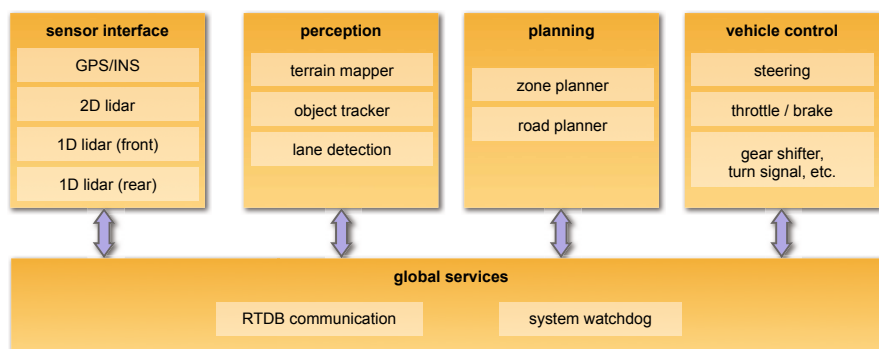 sensor interface
GPS/INS
2D lidar
1D lidar (front)
1D lidar (rear)
perception
terrain mapper
object tracker
lane detection
planning
zone planner
road planner
vehicle control
steering
throttle / brake
gear shifter,
turn signal, etc.
global services
RTDB communication
system watchdog